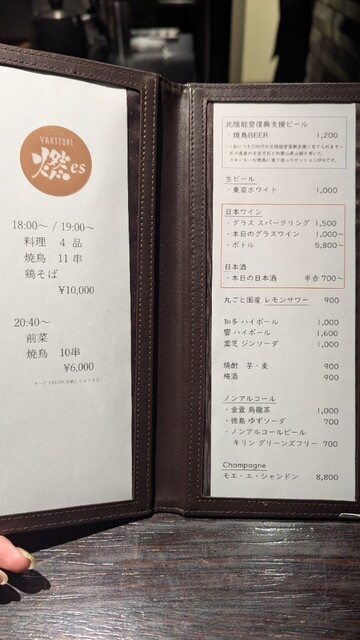 YAKITORI
燃es
18:00〜 / 19:00〜
料理 4 品
焼鳥 11 串
鶏そば
¥10,000
20:40〜
前菜
焼鳥 10串
¥6,000
北陸能登復興支援ビール
・焼鳥BEER 1,200
生ビール
・東京ホワイト 1,000
日本ワイン
・グラス スパークリング 1,500
・本日のグラスワイン 1,000〜
・ボトル 5,800〜
日本酒
・本日の日本酒 半合 700〜
丸ごと国産 レモンサワー 900
知多 ハイボール 1,000
響 ハイボール 1,600
霊芝 ジンソーダ 1,000
焼酎 芋・麦 900
梅酒 900
ノンアルコール
・金萱 烏龍茶 1,000
・徳島 ゆずソーダ 700
・ノンアルコールビール
キリン グリーンズフリー 700
Champagne
モエ・エ・シャンドン 8,800